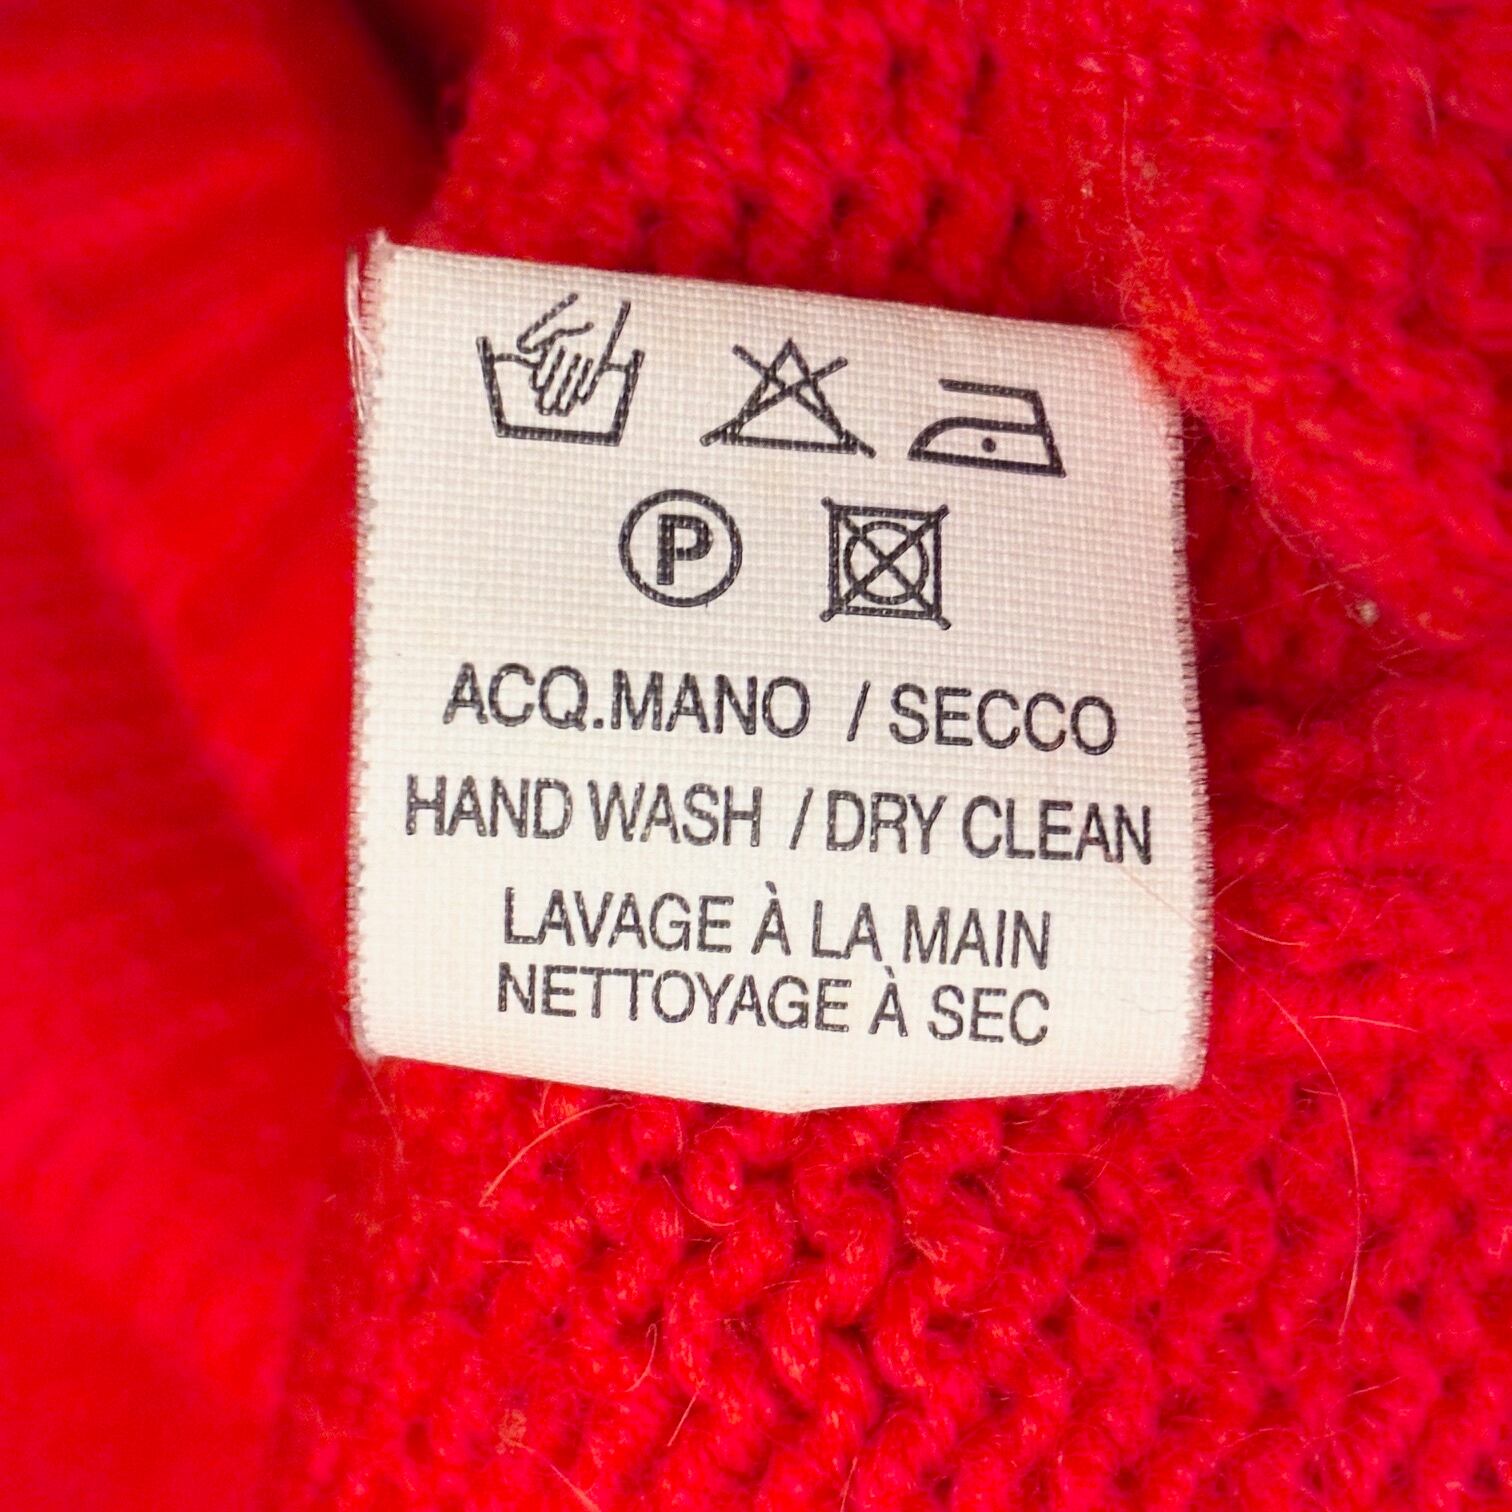 P
ACQ.MANO / SECCO
HAND WASH / DRY CLEAN
LAVAGE À LA MAIN
NETTOYAGE À SEC